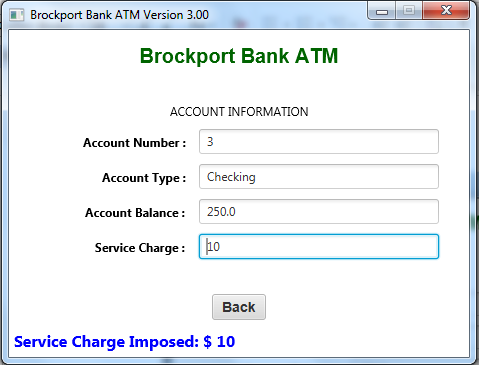 Brockport Bank ATM Version 3.00
Brockport Bank ATM
ACCOUNT INFORMATION
Account Number : 3
Account Type : Checking
Account Balance : 250.0
Service Charge : 10
Back
Service Charge Imposed: $ 10